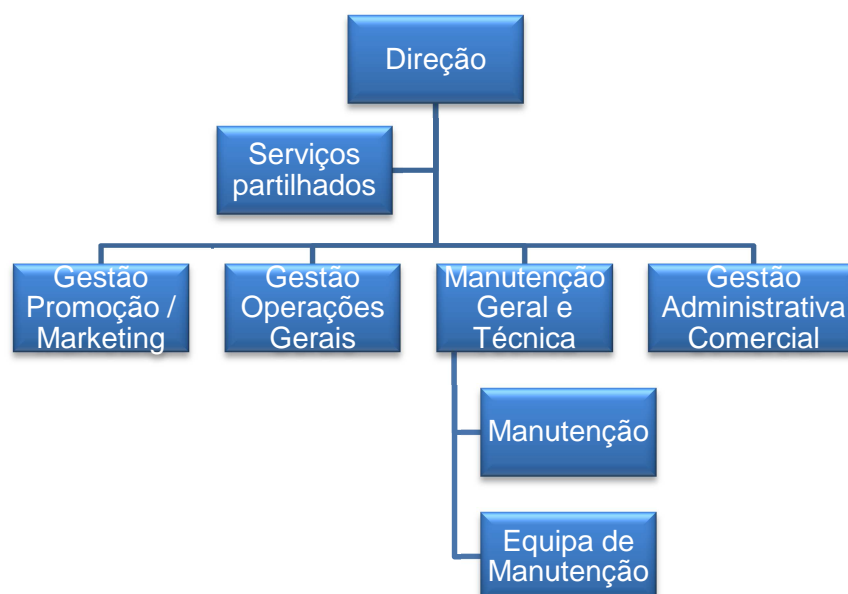 Direção
Serviços
partilhados
Gestão
Promoção /
Marketing
Gestão
Operações
Gerais
Manutenção
Geral e
Técnica
Gestão
Administrativa
Comercial
Manutenção
Equipa de
Manutenção